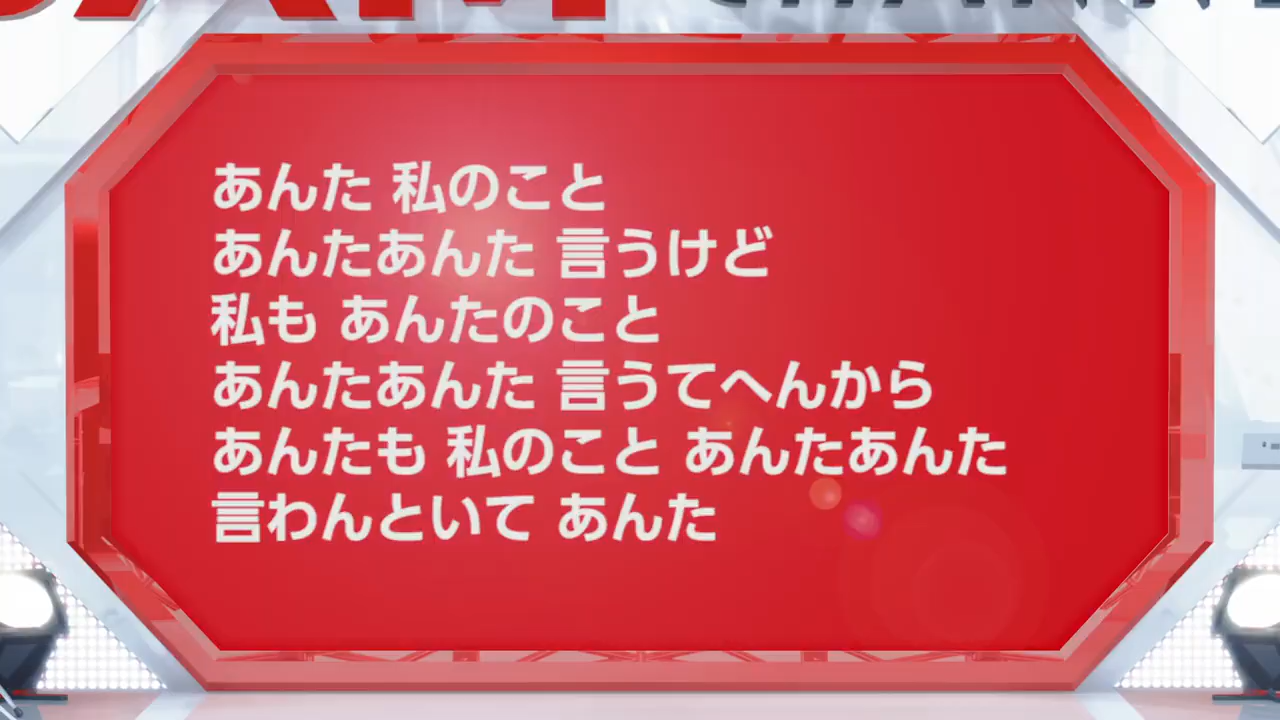 あんた 私のこと
あんたあんた 言うけど
私も あんたのこと
あんたあんた 言うてへんから
あんたも 私のこと あんたあんた
言わんといて あんた